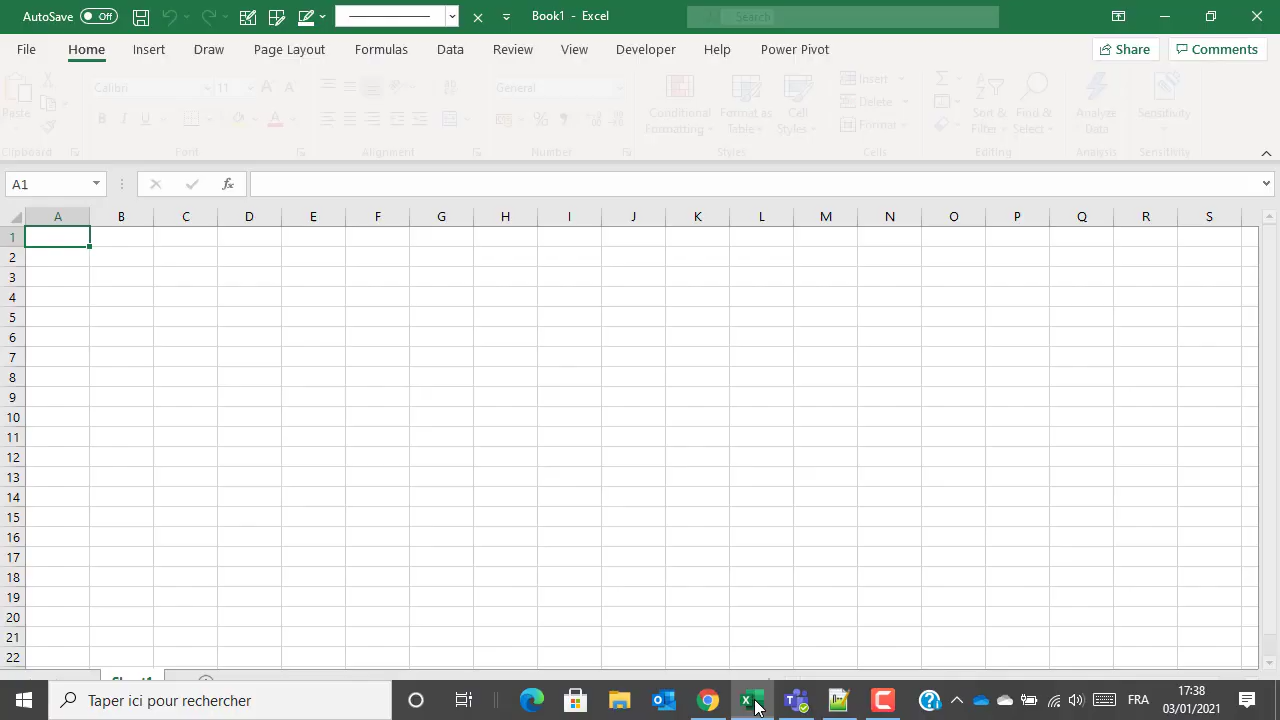 AutoSave Off Book1 - Excel Search
File Home Insert Draw Page Layout Formulas Data Review View Developer Help Power Pivot Share Comments
Paste Calibri 11 General Conditional Formatting Format as Table Cell Styles Insert Delete Format Sort & Filter Find & Select Analyze Data Sensitivity
Clipboard Font Alignment Number Styles Cells Editing Analysis Sensitivity
A1 fx
A B C D E F G H I J K L M N O P Q R S
1
2
3
4
5
6
7
8
9
10
11
12
13
14
15
16
17
18
19
20
21
22
Sheet1
Taper ici pour rechercher FRA 17:38
03/01/2021